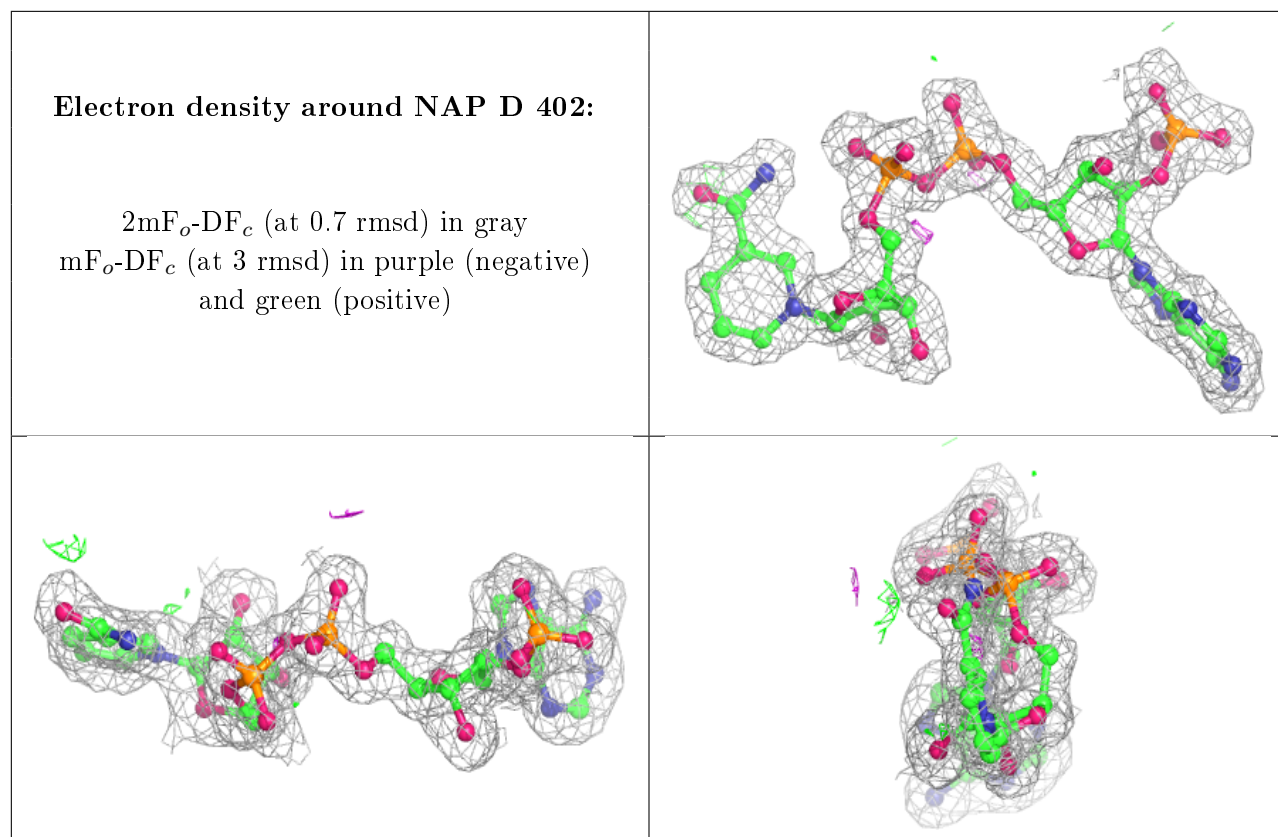 Electron density around NAP D 402:
2mFₒ-DF𝒸 (at 0.7 rmsd) in gray
mFₒ-DF𝒸 (at 3 rmsd) in purple (negative)
and green (positive)